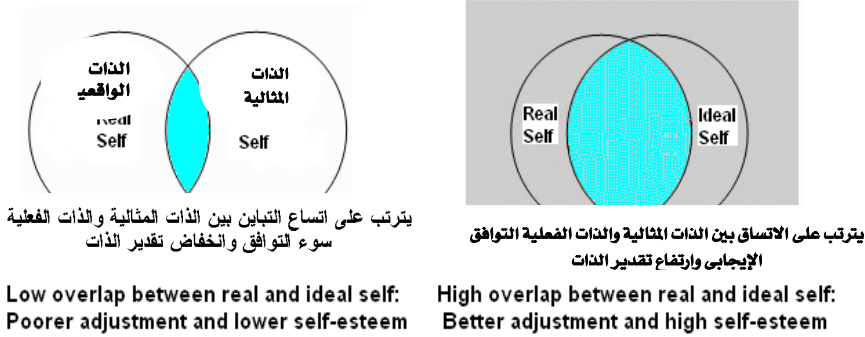 الذات
الواقعي
الذات
المثالية
Real
Self
Self
Real
Self
Ideal
Self
يترتب على اتساع التباين بين الذات المثالية والذات الفعلية
سوء التوافق وانخفاض تقدير الذات
يترتب على الاتساق بين الذات المثالية والذات الفعلية التوافق
الإيجابى وارتفاع تقدير الذات
Low overlap between real and ideal self:
Poorer adjustment and lower self-esteem
High overlap between real and ideal self:
Better adjustment and high self-esteem